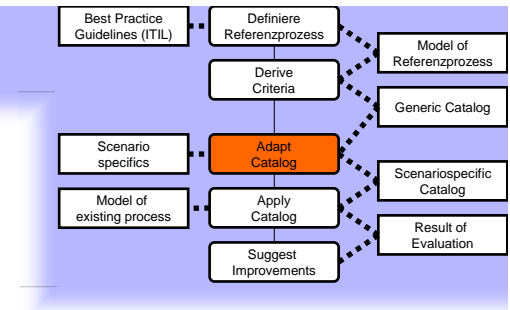 Best Practice
Guidelines (ITIL)
Definiere
Referenzprozess
Model of
Referenzprozess
Derive
Criteria
Generic Catalog
Scenario
specifics
Adapt
Catalog
Scenariospecific
Catalog
Model of
existing process
Apply
Catalog
Result of
Evaluation
Suggest
Improvements